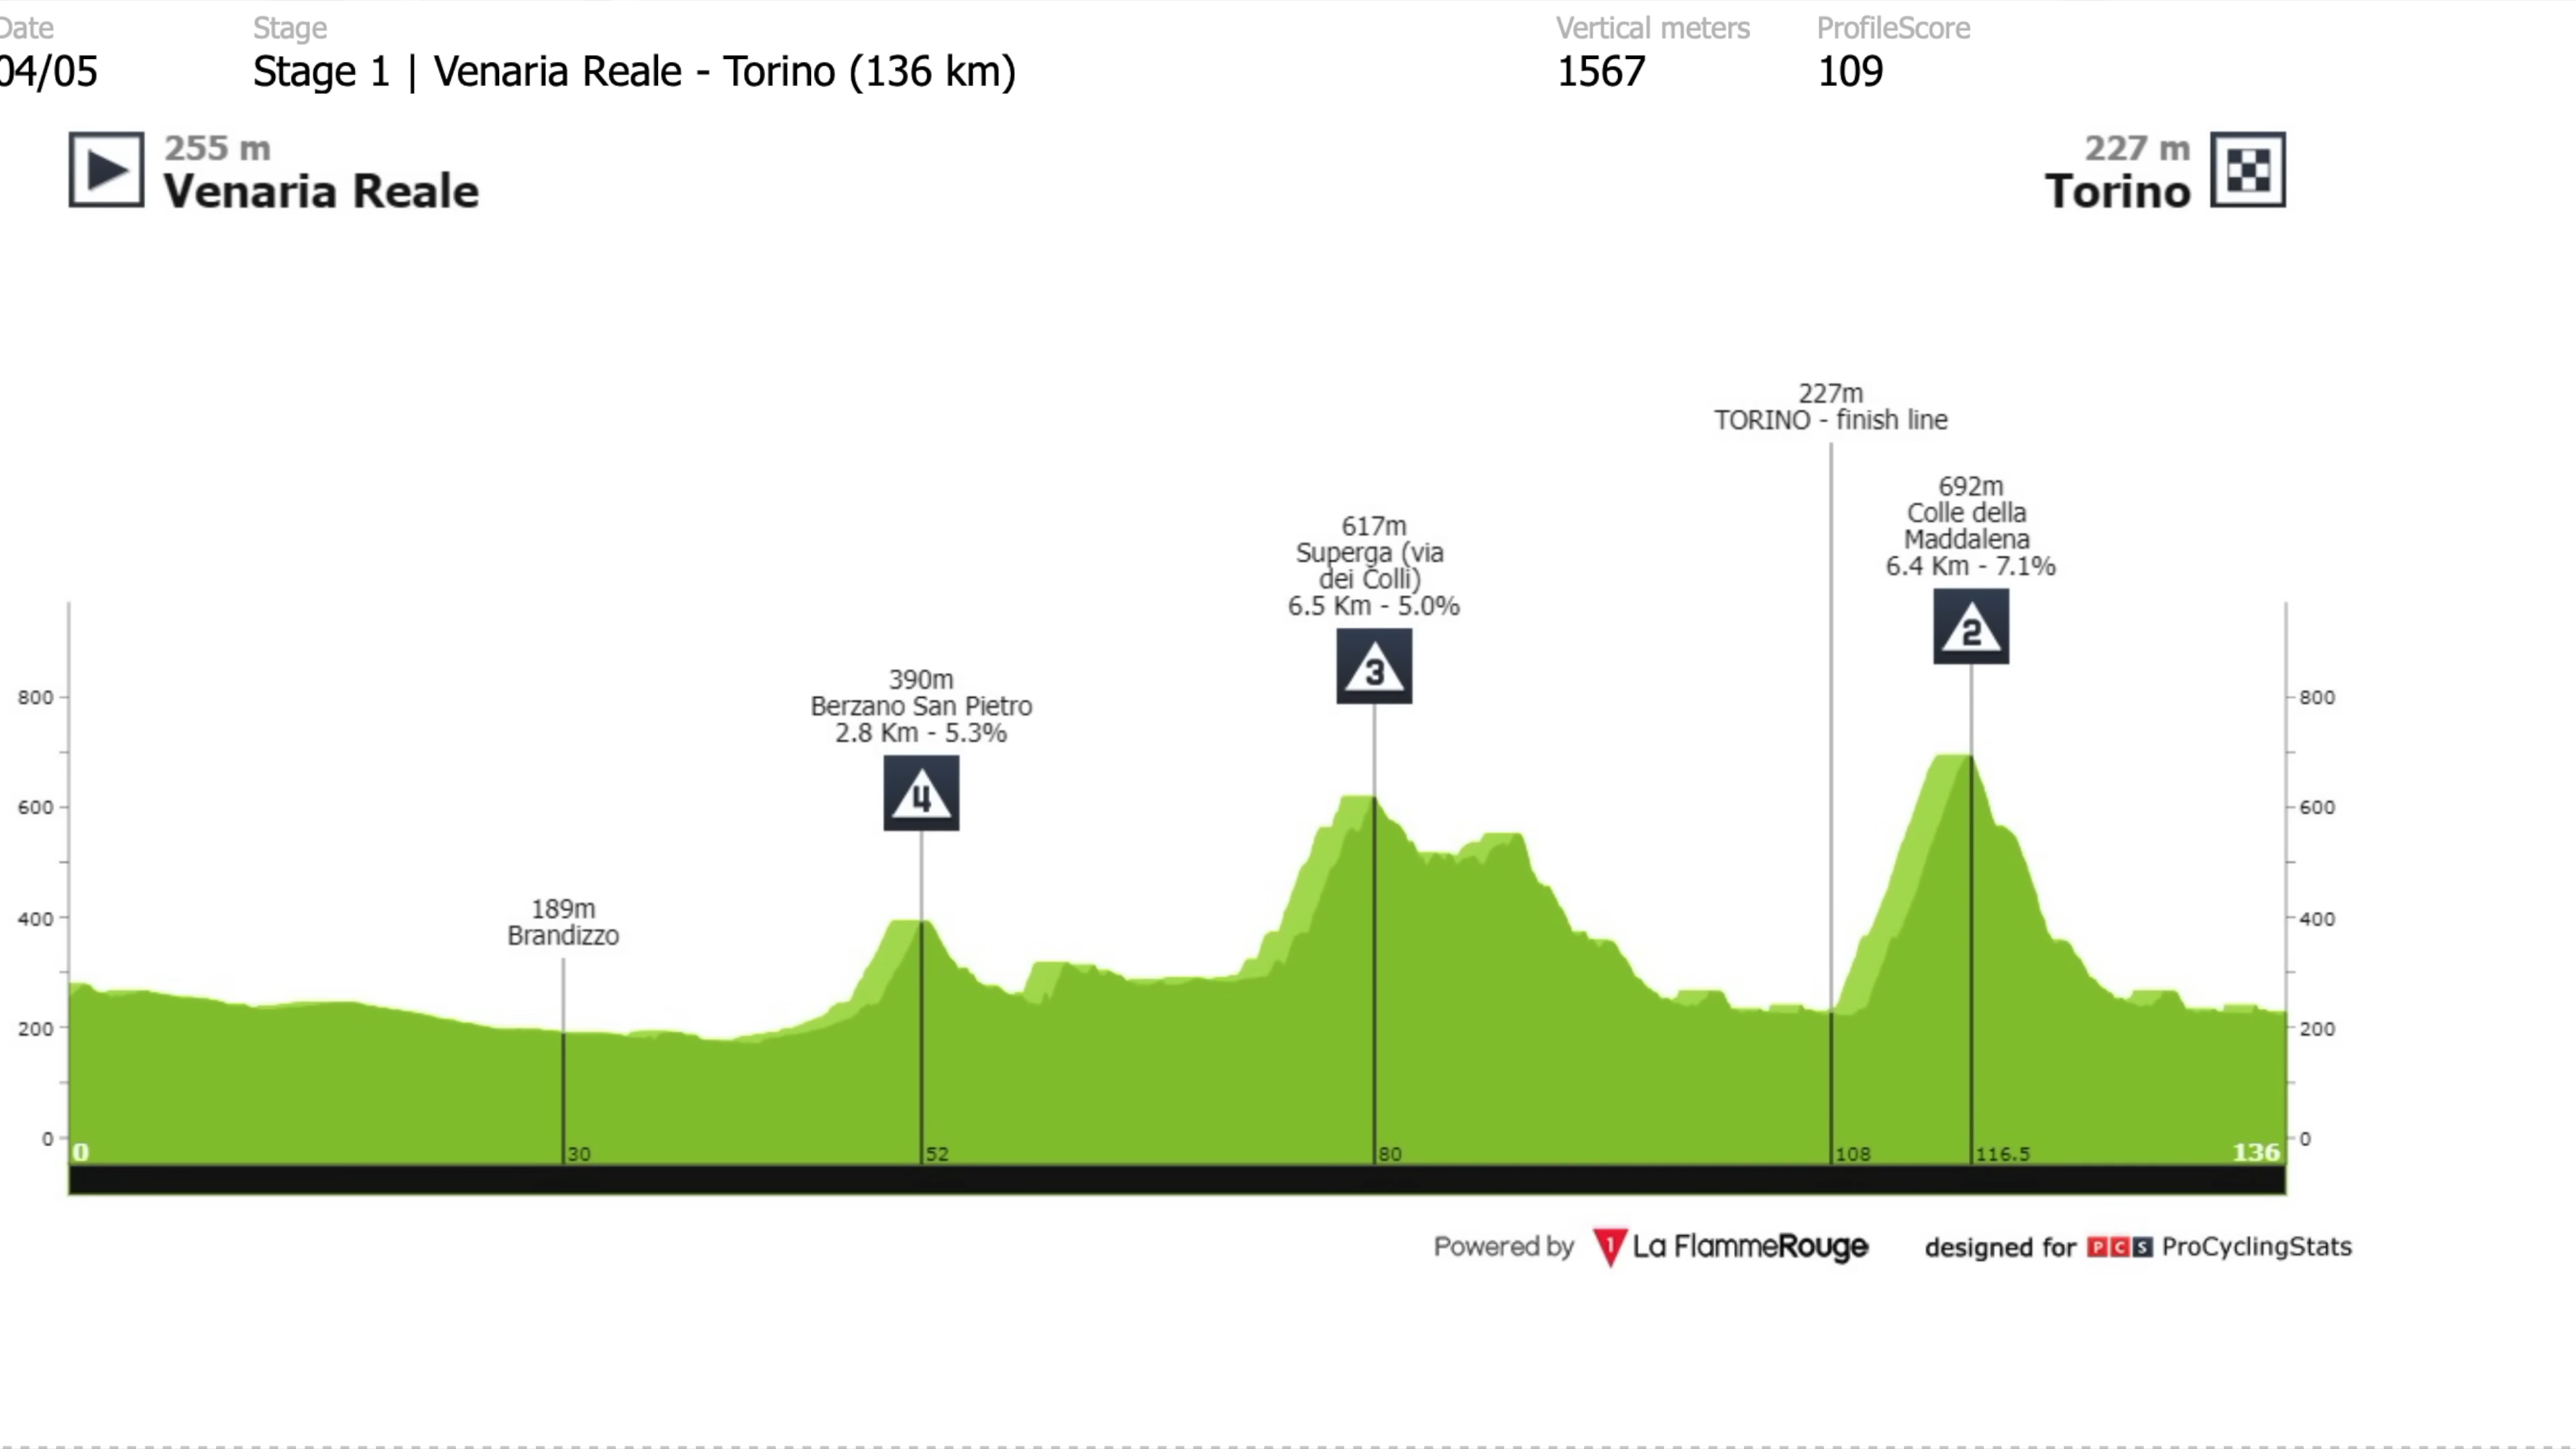 Date
04/05
Stage
Stage 1 | Venaria Reale - Torino (136 km)
Vertical meters
1567
ProfileScore
109
255 m
Venaria Reale
227 m
Torino
227m
TORINO - finish line
692m
Colle della
Maddalena
6.4 Km - 7.1%
2
617m
Superga (via
dei Colli)
6.5 Km - 5.0%
3
390m
Berzano San Pietro
2.8 Km - 5.3%
4
189m
Brandizzo
800
600
400
200
0
800
600
400
200
0
0
30
52
80
108
116.5
136
Powered by 1 La FlammeRouge
designed for PCS ProCyclingStats